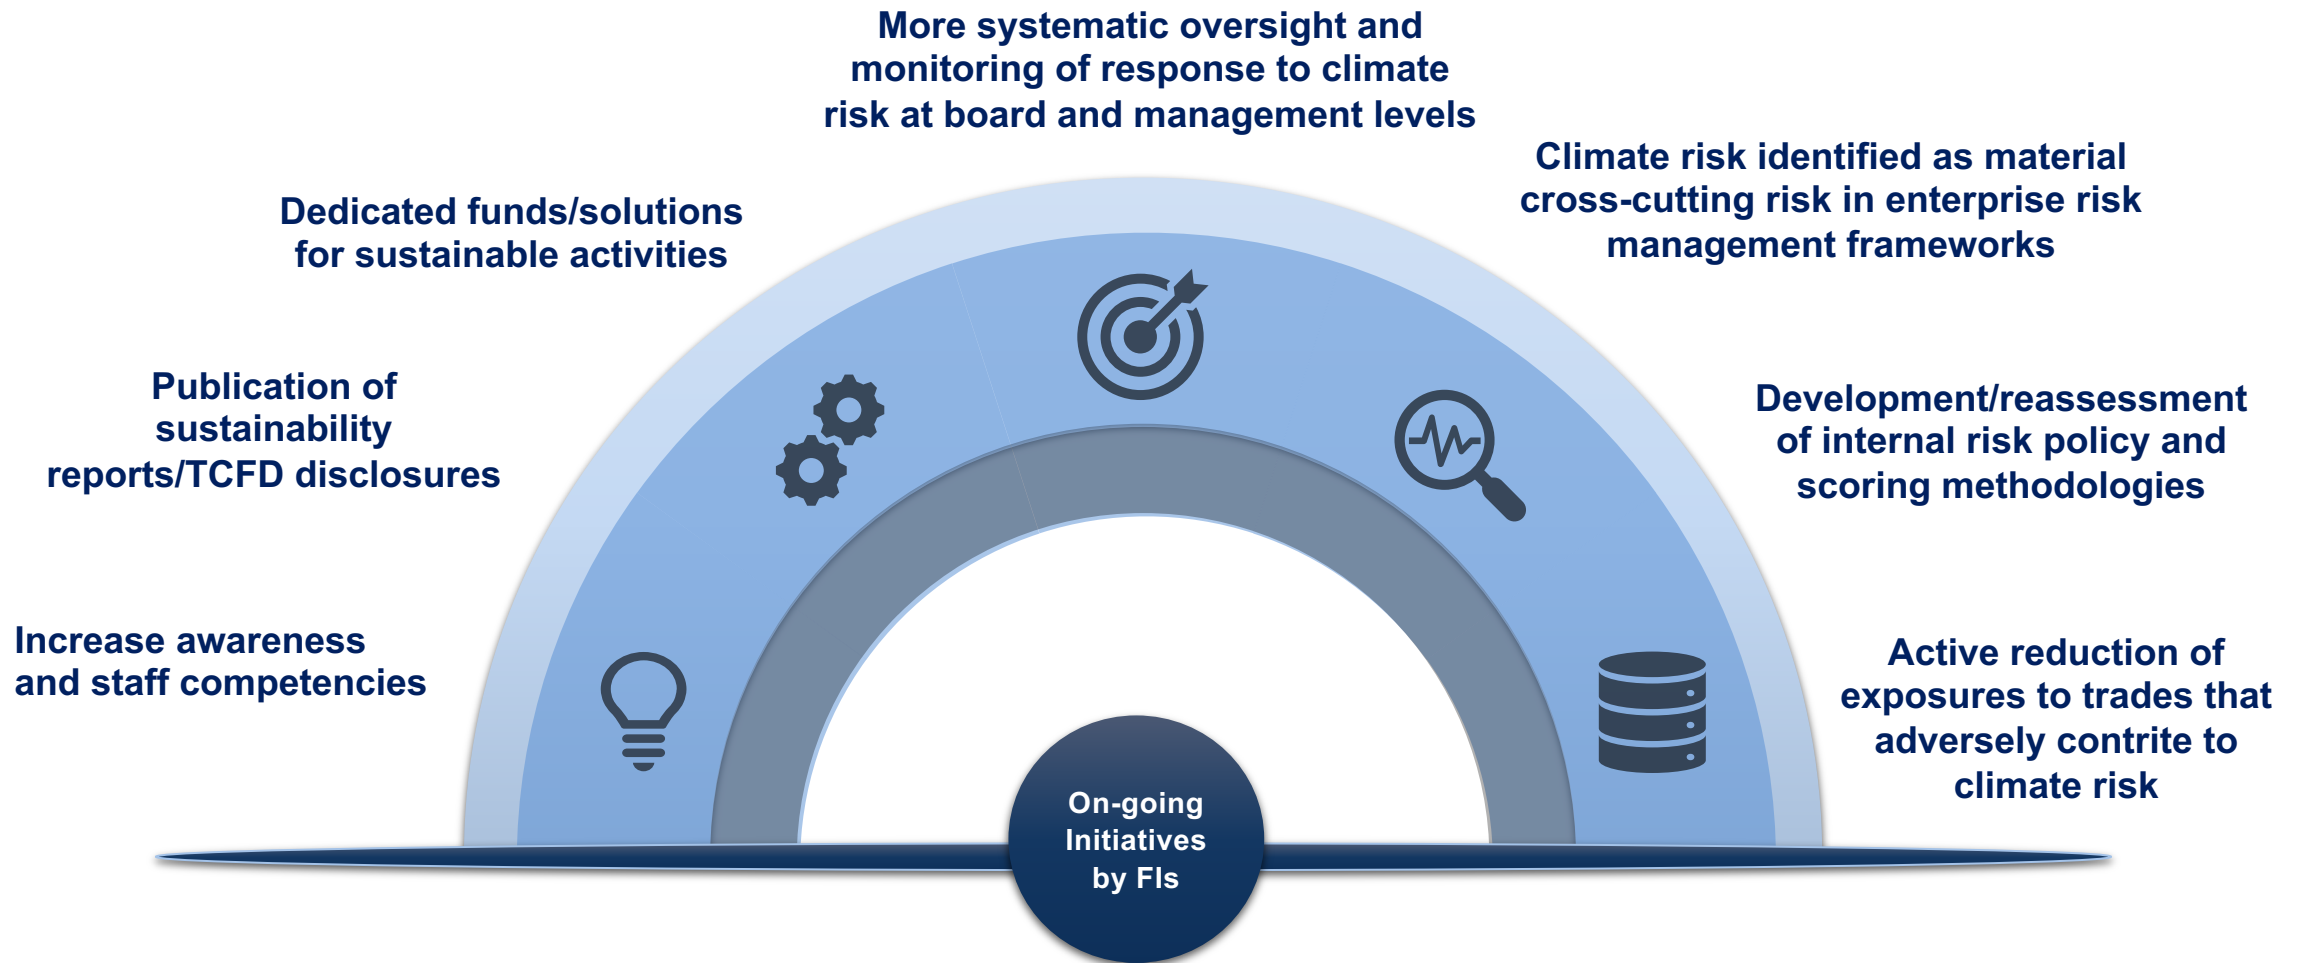 More systematic oversight and
monitoring of response to climate
risk at board and management levels
Climate risk identified as material
cross-cutting risk in enterprise risk
management frameworks
Dedicated funds/solutions
for sustainable activities
Publication of
sustainability
reports/TCFD disclosures
Development/reassessment
of internal risk policy and
scoring methodologies
Increase awareness
and staff competencies
Active reduction of
exposures to trades that
adversely contrite to
climate risk
On-going
Initiatives
by FIs